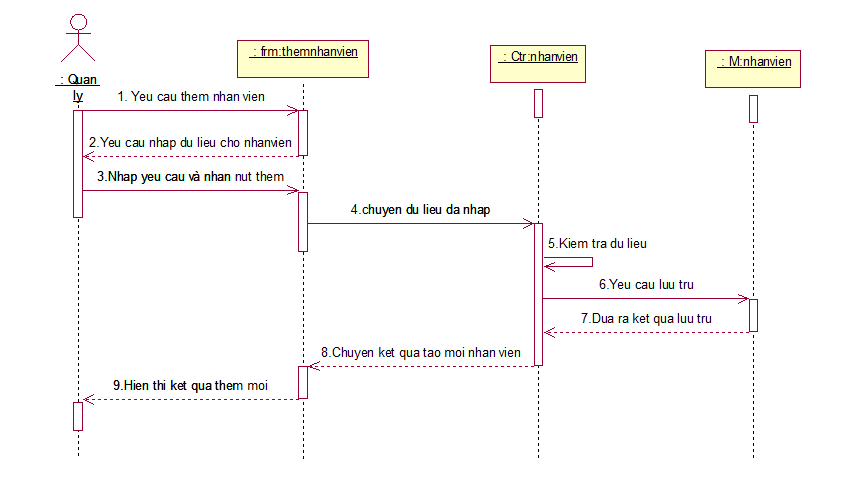 : frm:themnhanvien
: Ctr:nhanvien
: M:nhanvien
: Quan
ly
1. Yeu cau them nhan vien
2.Yeu cau nhap du lieu cho nhanvien
3.Nhap yeu cau và nhan nut them
4.chuyen du lieu da nhap
5.Kiem tra du lieu
6.Yeu cau luu tru
7.Dua ra ket qua luu tru
8.Chuyen ket qua tao moi nhan vien
9.Hien thi ket qua them moi